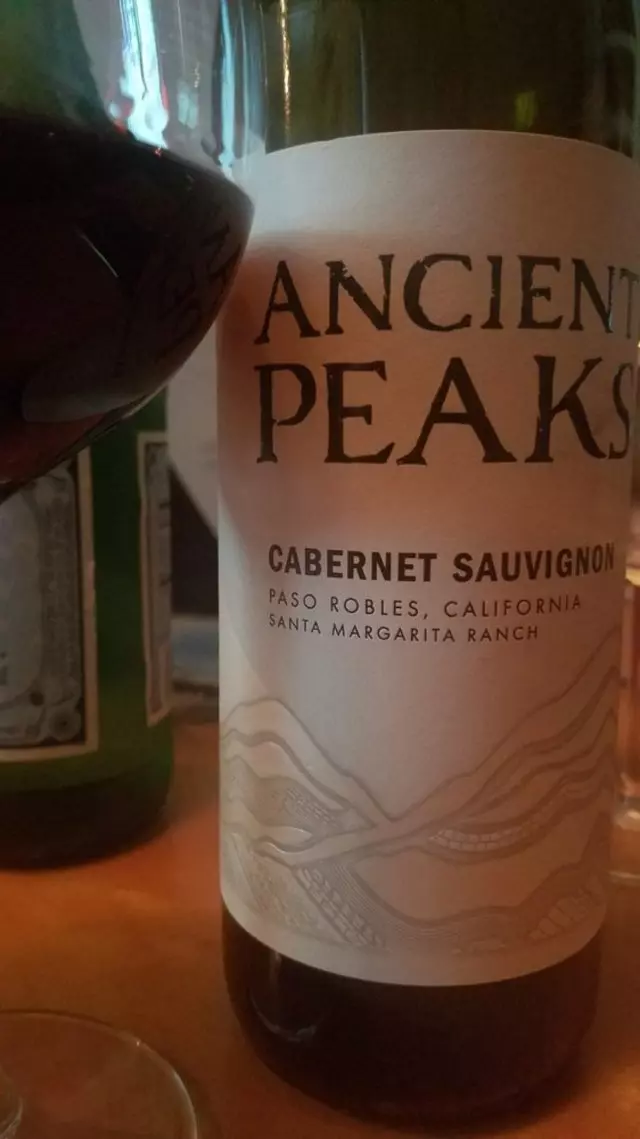 ANCIENT
PEAKS
CABERNET SAUVIGNON
PASO ROBLES, CALIFORNIA
SANTA MARGARITA RANCH